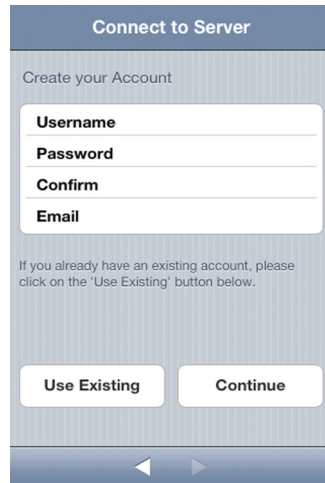 Connect to Server
Create your Account
Username
Password
Confirm
Email
If you already have an existing account, please
click on the 'Use Existing' button below.
Use Existing
Continue